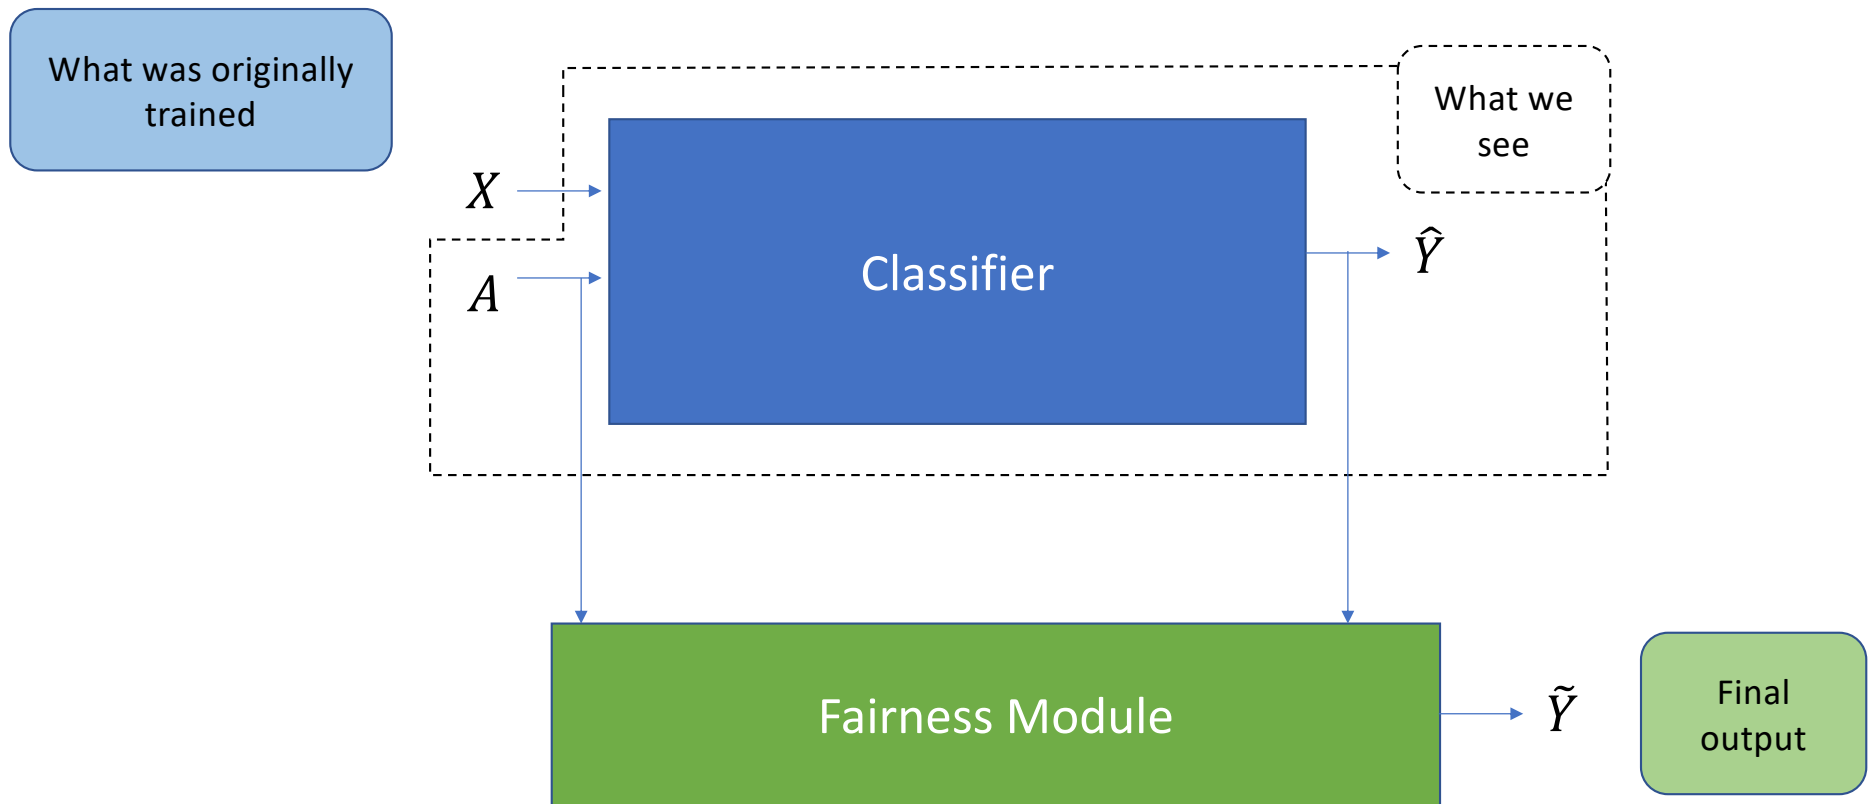 What was originally
trained
What we
see
X
A
Classifier
Ŷ
Fairness Module
Ỹ
Final
output